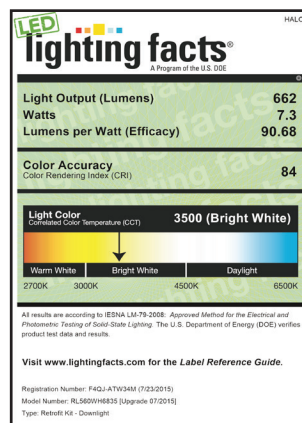 LED
HALO
lighting facts®
A Program of the U.S. DOE
Light Output (Lumens) 662
Watts 7.3
Lumens per Watt (Efficacy) 90.68
Color Accuracy
Color Rendering Index (CRI) 84
Light Color
Correlated Color Temperature (CCT) 3500 (Bright White)
Warm White Bright White Daylight
2700K 3000K 4500K 6500K
All results are according to IESNA LM-79-2008: Approved Method for the Electrical and
Photometric Testing of Solid-State Lighting. The U.S. Department of Energy (DOE) verifies
product test data and results.
Visit www.lightingfacts.com for the Label Reference Guide.
Registration Number: F4QJ-ATW34M (7/23/2015)
Model Number: RL560WH6835 [Upgrade 07/2015]
Type: Retrofit Kit - Downlight